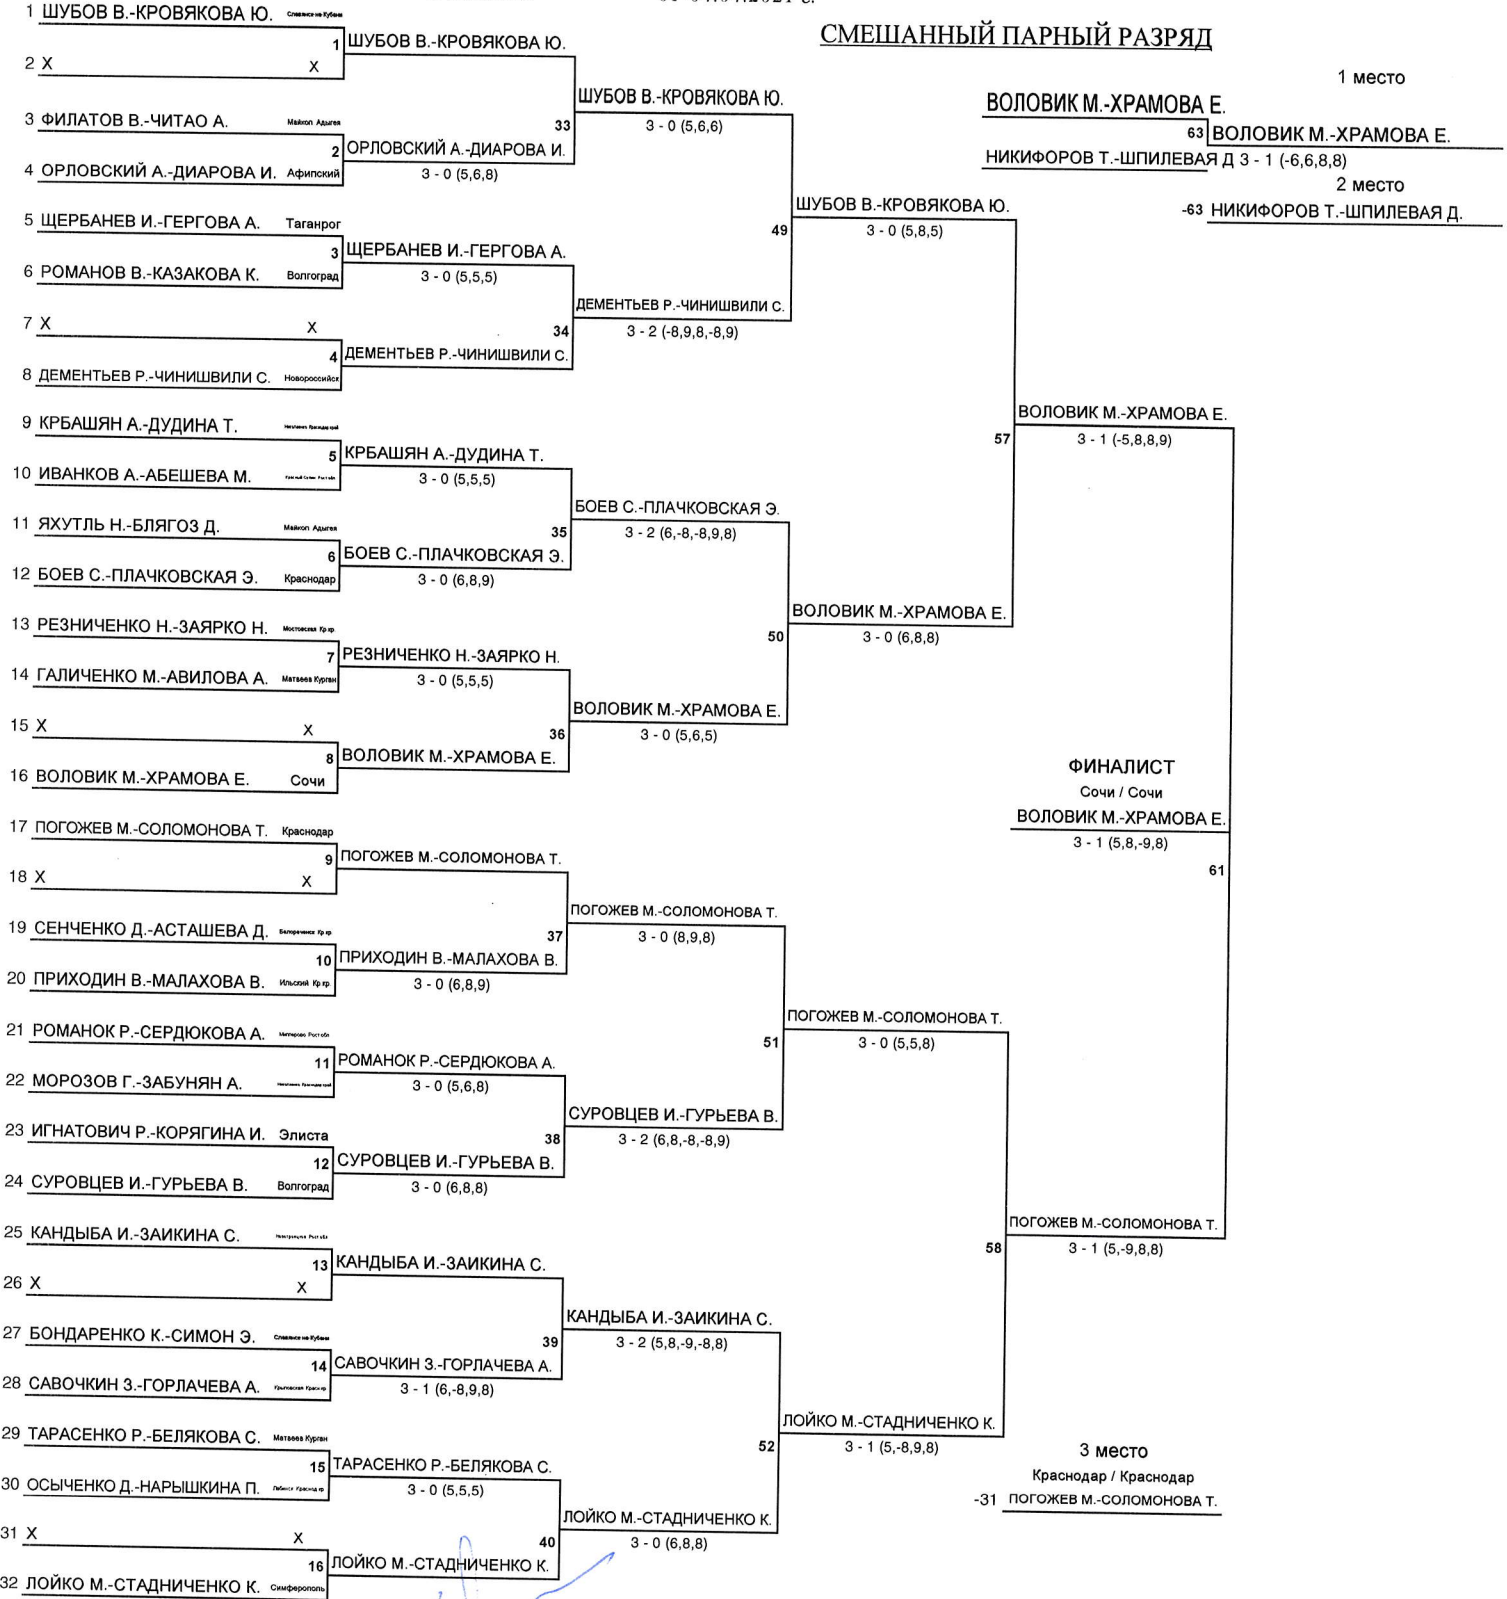 СМЕШАННЫЙ ПАРНЫЙ РАЗРЯД
1 место
ВОЛОВИК М.-ХРАМОВА Е.
63 ВОЛОВИК М.-ХРАМОВА Е.
НИКИФОРОВ Т.-ШПИЛЕВАЯ Д 3 - 1 (-6,6,8,8)
2 место
-63 НИКИФОРОВ Т.-ШПИЛЕВАЯ Д.
1 ШУБОВ В.-КРОВЯКОВА Ю. Славянск-на-Кубани
1 ШУБОВ В.-КРОВЯКОВА Ю.
2 X X
ШУБОВ В.-КРОВЯКОВА Ю.
33 3 - 0 (5,6,6)
3 ФИЛАТОВ В.-ЧИТАО А. Майкоп Адыгея
2 ОРЛОВСКИЙ А.-ДИАРОВА И.
3 - 0 (5,6,8)
4 ОРЛОВСКИЙ А.-ДИАРОВА И. Афипский
ШУБОВ В.-КРОВЯКОВА Ю.
49 3 - 0 (5,8,5)
5 ЩЕРБАНЕВ И.-ГЕРГОВА А. Таганрог
3 ЩЕРБАНЕВ И.-ГЕРГОВА А.
3 - 0 (5,5,5)
6 РОМАНОВ В.-КАЗАКОВА К. Волгоград
ДЕМЕНТЬЕВ Р.-ЧИНИШВИЛИ С.
34 3 - 2 (-8,9,8,-8,9)
7 X X
4 ДЕМЕНТЬЕВ Р.-ЧИНИШВИЛИ С.
8 ДЕМЕНТЬЕВ Р.-ЧИНИШВИЛИ С. Новороссийск
ВОЛОВИК М.-ХРАМОВА Е.
57 3 - 1 (-5,8,8,9)
9 КРБАШЯН А.-ДУДИНА Т.
5 КРБАШЯН А.-ДУДИНА Т.
3 - 0 (5,5,5)
10 ИВАНКОВ А.-АБЕШЕВА М.
БОЕВ С.-ПЛАЧКОВСКАЯ Э.
35 3 - 2 (6,-8,-8,9,8)
11 ЯХУТЛЬ Н.-БЛЯГОЗ Д. Майкоп Адыгея
6 БОЕВ С.-ПЛАЧКОВСКАЯ Э.
3 - 0 (6,8,9)
12 БОЕВ С.-ПЛАЧКОВСКАЯ Э. Краснодар
ВОЛОВИК М.-ХРАМОВА Е.
50 3 - 0 (6,8,8)
13 РЕЗНИЧЕНКО Н.-ЗАЯРКО Н. Мостовская Кр кр
7 РЕЗНИЧЕНКО Н.-ЗАЯРКО Н.
3 - 0 (5,5,5)
14 ГАЛИЧЕНКО М.-АВИЛОВА А. Матвеев Курган
ВОЛОВИК М.-ХРАМОВА Е.
36 3 - 0 (5,6,5)
15 X X
8 ВОЛОВИК М.-ХРАМОВА Е.
16 ВОЛОВИК М.-ХРАМОВА Е. Сочи
ФИНАЛИСТ
Сочи / Сочи
ВОЛОВИК М.-ХРАМОВА Е.
3 - 1 (5,8,-9,8)
61
17 ПОГОЖЕВ М.-СОЛОМОНОВА Т. Краснодар
9 ПОГОЖЕВ М.-СОЛОМОНОВА Т.
18 X X
ПОГОЖЕВ М.-СОЛОМОНОВА Т.
37 3 - 0 (8,9,8)
19 СЕНЧЕНКО Д.-АСТАШЕВА Д. Белореченск Кр кр
10 ПРИХОДИН В.-МАЛАХОВА В.
3 - 0 (6,8,9)
20 ПРИХОДИН В.-МАЛАХОВА В. Ильский Кр кр
ПОГОЖЕВ М.-СОЛОМОНОВА Т.
51 3 - 0 (5,5,8)
21 РОМАНОК Р.-СЕРДЮКОВА А. Миллерово Рост обл
11 РОМАНОК Р.-СЕРДЮКОВА А.
3 - 0 (5,6,8)
22 МОРОЗОВ Г.-ЗАБУНЯН А.
СУРОВЦЕВ И.-ГУРЬЕВА В.
38 3 - 2 (6,8,-8,-8,9)
23 ИГНАТОВИЧ Р.-КОРЯГИНА И. Элиста
12 СУРОВЦЕВ И.-ГУРЬЕВА В.
3 - 0 (6,8,8)
24 СУРОВЦЕВ И.-ГУРЬЕВА В. Волгоград
ПОГОЖЕВ М.-СОЛОМОНОВА Т.
58 3 - 1 (5,-9,8,8)
25 КАНДЫБА И.-ЗАИКИНА С.
13 КАНДЫБА И.-ЗАИКИНА С.
26 X X
КАНДЫБА И.-ЗАИКИНА С.
39 3 - 2 (5,8,-9,-8,8)
27 БОНДАРЕНКО К.-СИМОН Э. Славянск-на-Кубани
14 САВОЧКИН З.-ГОРЛАЧЕВА А.
3 - 1 (6,-8,9,8)
28 САВОЧКИН З.-ГОРЛАЧЕВА А.
ЛОЙКО М.-СТАДНИЧЕНКО К.
52 3 - 1 (5,-8,9,8)
29 ТАРАСЕНКО Р.-БЕЛЯКОВА С. Матвеев Курган
15 ТАРАСЕНКО Р.-БЕЛЯКОВА С.
3 - 0 (5,5,5)
30 ОСЫЧЕНКО Д.-НАРЫШКИНА П.
ЛОЙКО М.-СТАДНИЧЕНКО К.
40 3 - 0 (6,8,8)
31 X X
16 ЛОЙКО М.-СТАДНИЧЕНКО К.
32 ЛОЙКО М.-СТАДНИЧЕНКО К. Симферополь
3 место
Краснодар / Краснодар
-31 ПОГОЖЕВ М.-СОЛОМОНОВА Т.